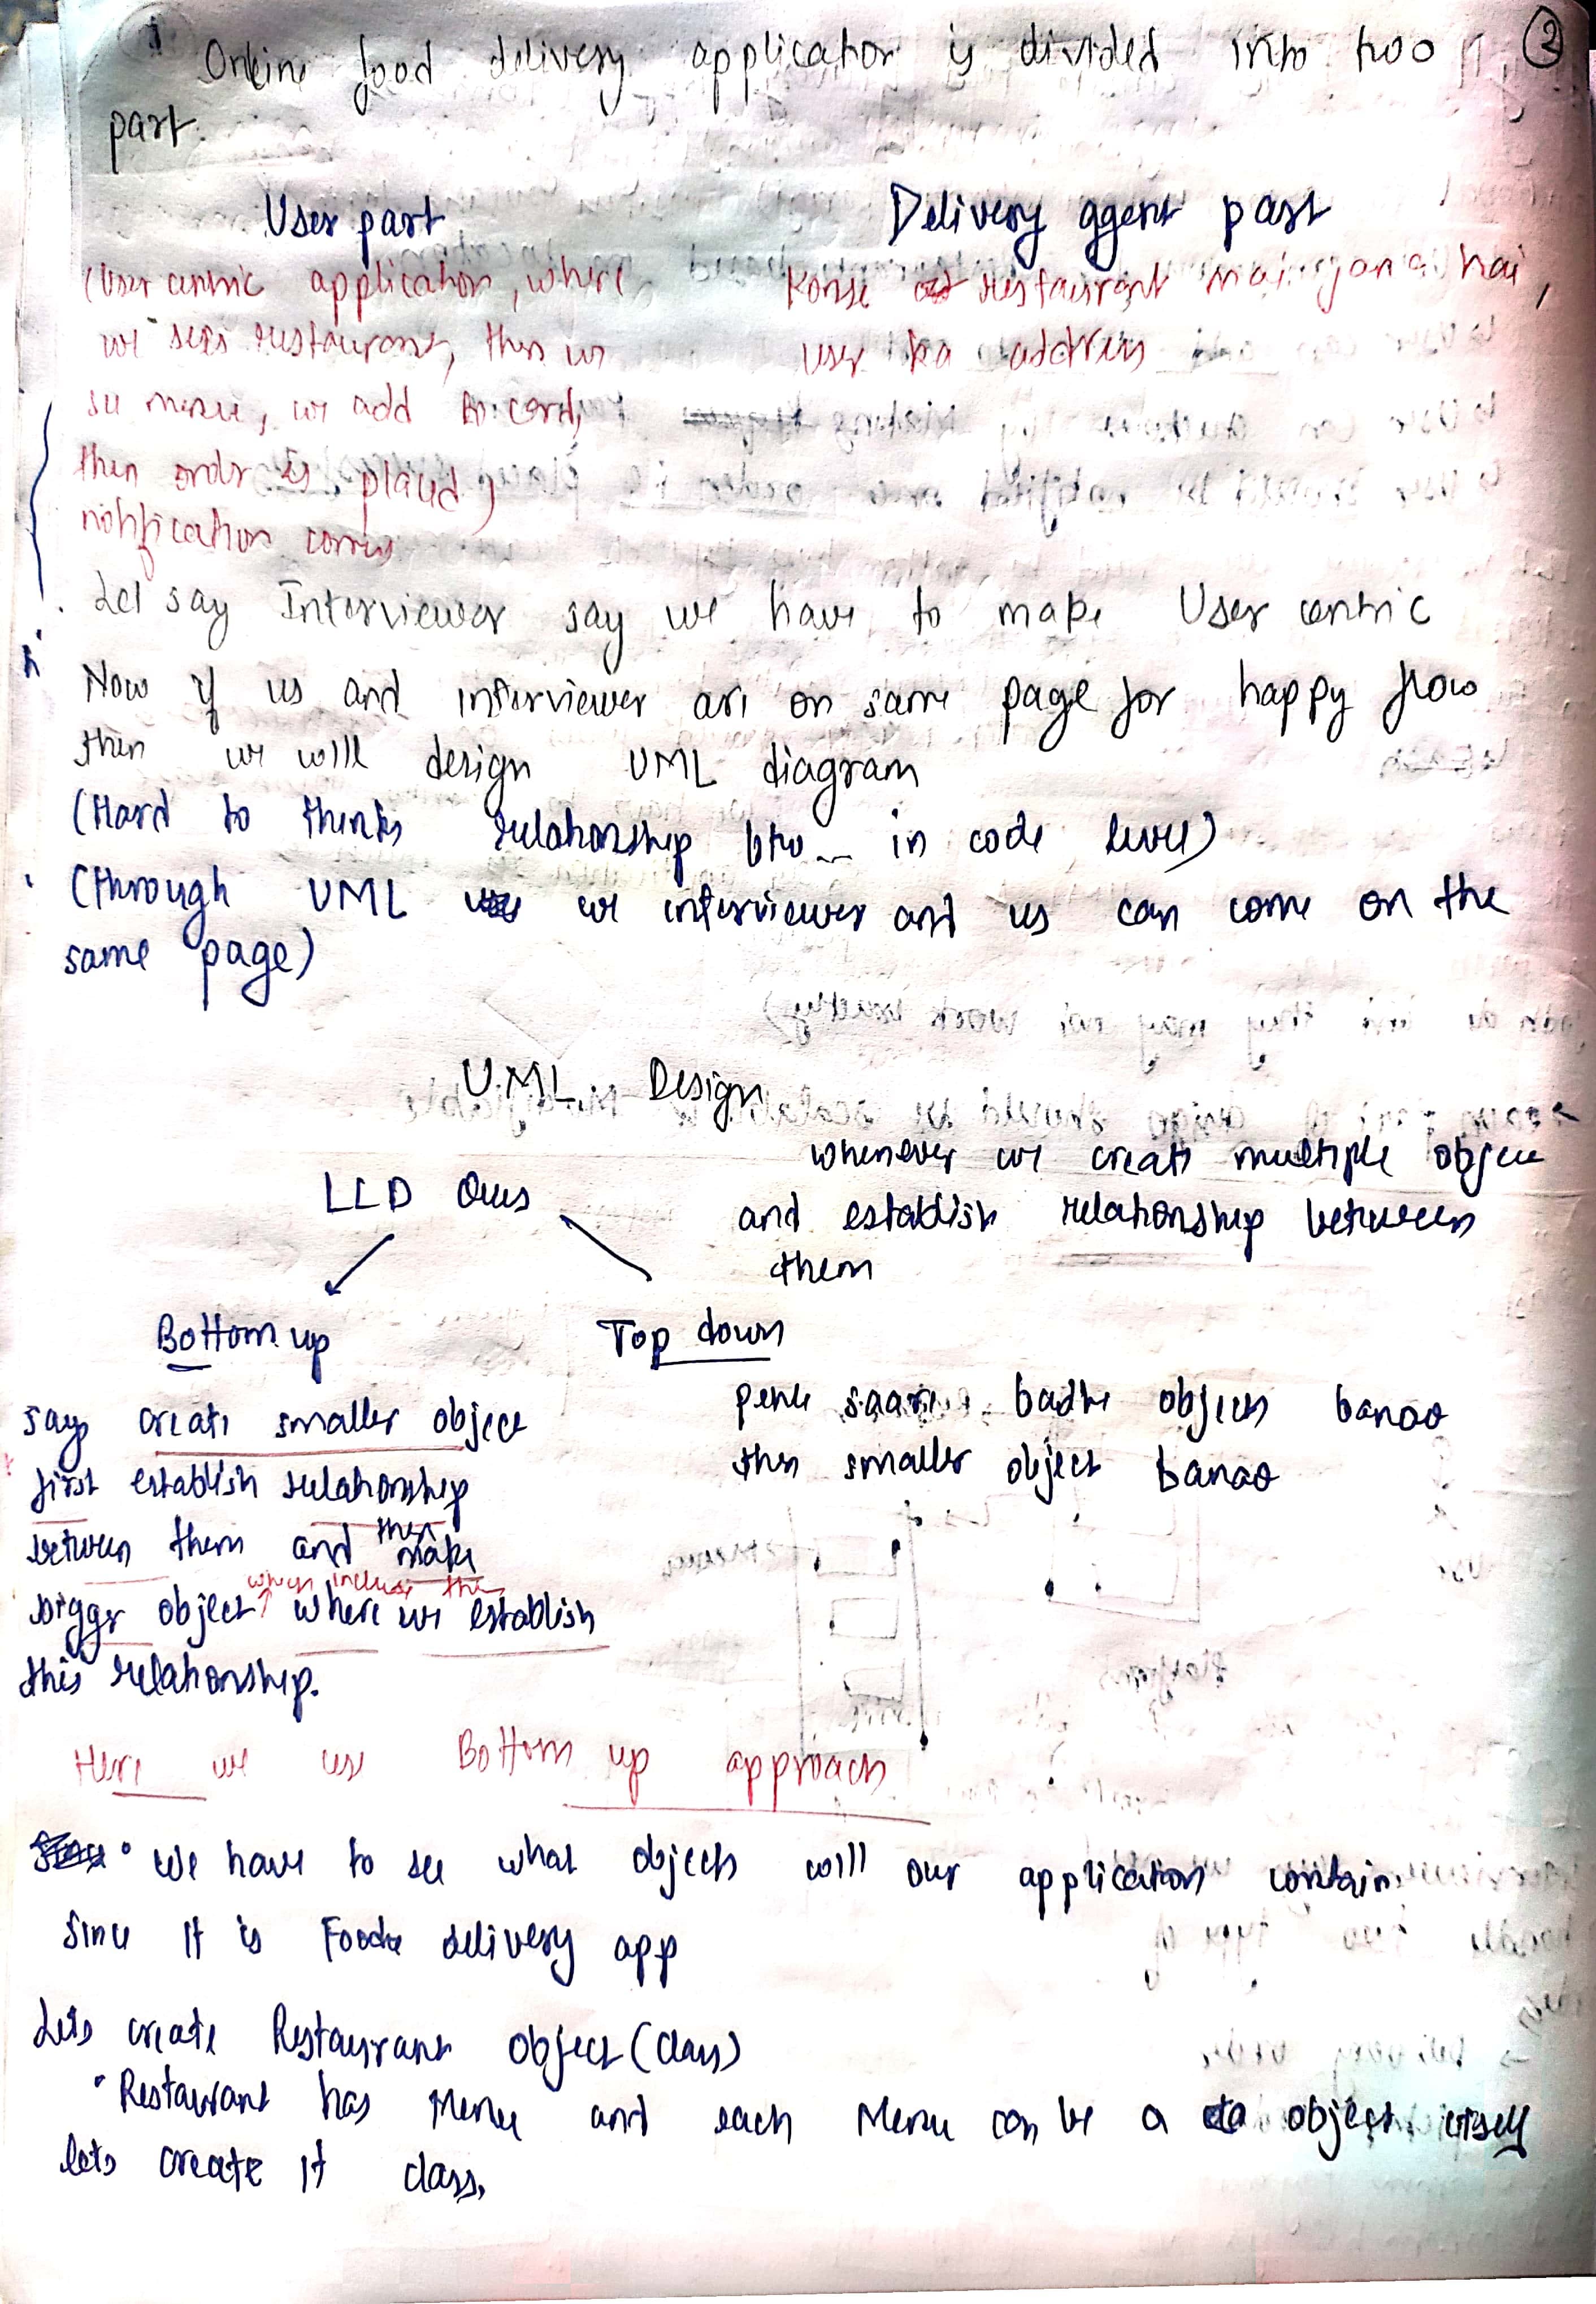 ②
Online food delivery application is divided into two
part.
User part
(User centric application, where
we sees restaurant, then we
see menu, we add to card,
then order is placed,
notification comes
Delivery agent part
Konse restaurant mai jana hai,
user ka address
Let say Interviewer say we have to make User centric
Now if us and interviewer are on same page for happy flow
then we will design UML diagram
(Hard to thinks relationship btw -- in code level)
(through UML we interviewer and us can come on the
same page)
UML Design
LLD Ques
whenever we create multiple object
and establish relationship between
them
Bottom up
say create smaller object
first establish relationship
between them and then make
bigger object which include this where we establish
this relationship.
Top down
pehle saare badhe objects banao
then smaller object banao
Here we use Bottom up approach
• We have to see what objects will our application contain
Since it is Food delivery app
Lets create Restaurant Object (class)
• Restaurant has Menu and each Menu can be a object itself
lets create it class.